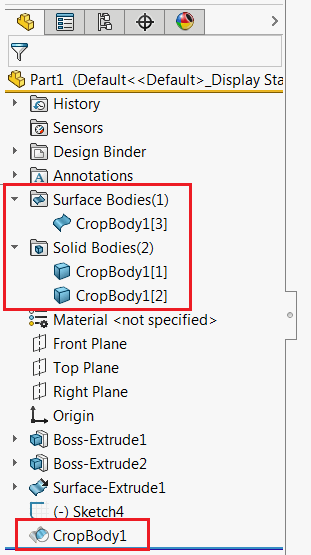 Part1 (Default<<Default>_Display Sta
History
Sensors
Design Binder
Annotations
Surface Bodies(1)
CropBody1[3]
Solid Bodies(2)
CropBody1[1]
CropBody1[2]
Material <not specified>
Front Plane
Top Plane
Right Plane
Origin
Boss-Extrude1
Boss-Extrude2
Surface-Extrude1
(-) Sketch4
CropBody1